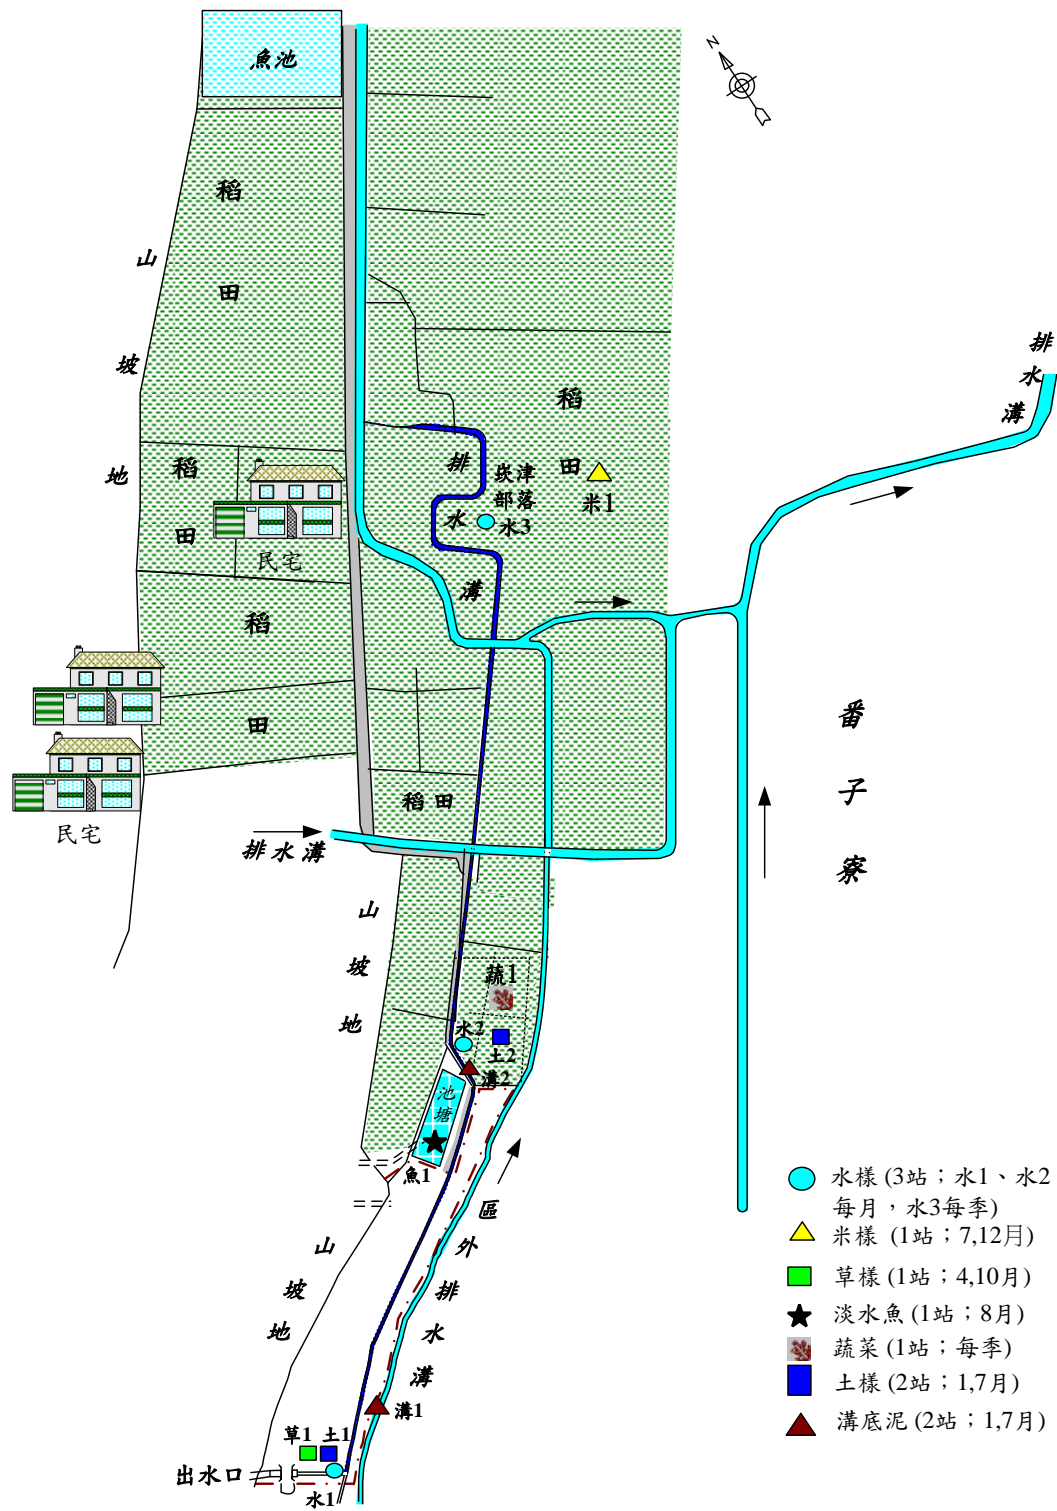 魚池
N
稻
田
山
坡
地
稻
田
民宅
稻
田
民宅
排
水
溝
崁津
部落
水3
稻
田
米1
排
水
溝
番
子
寮
稻田
排水溝
山
坡
地
蔬1
水2
土2
溝2
池
塘
魚1
區
外
排
水
溝
山
坡
地
溝1
草1 土1
出水口
水1
水樣 (3站；水1、水2
每月，水3每季)
米樣 (1站；7,12月)
草樣 (1站；4,10月)
淡水魚 (1站；8月)
蔬菜 (1站；每季)
土樣 (2站；1,7月)
溝底泥 (2站；1,7月)